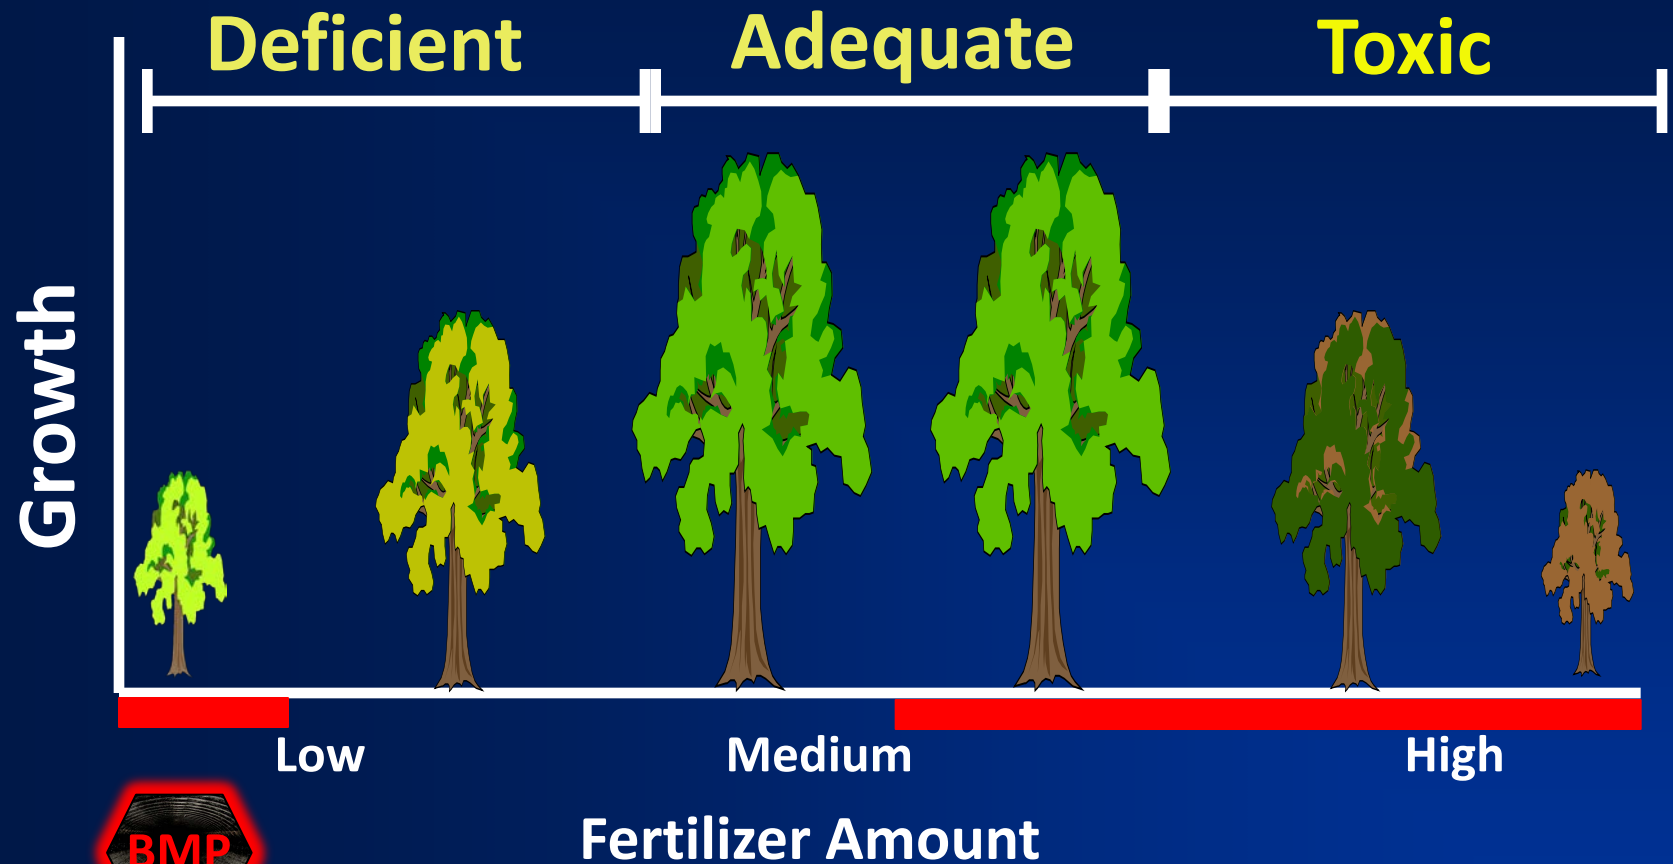 Deficient
Adequate
Toxic
Growth
Low
Medium
High
Fertilizer Amount
BMP